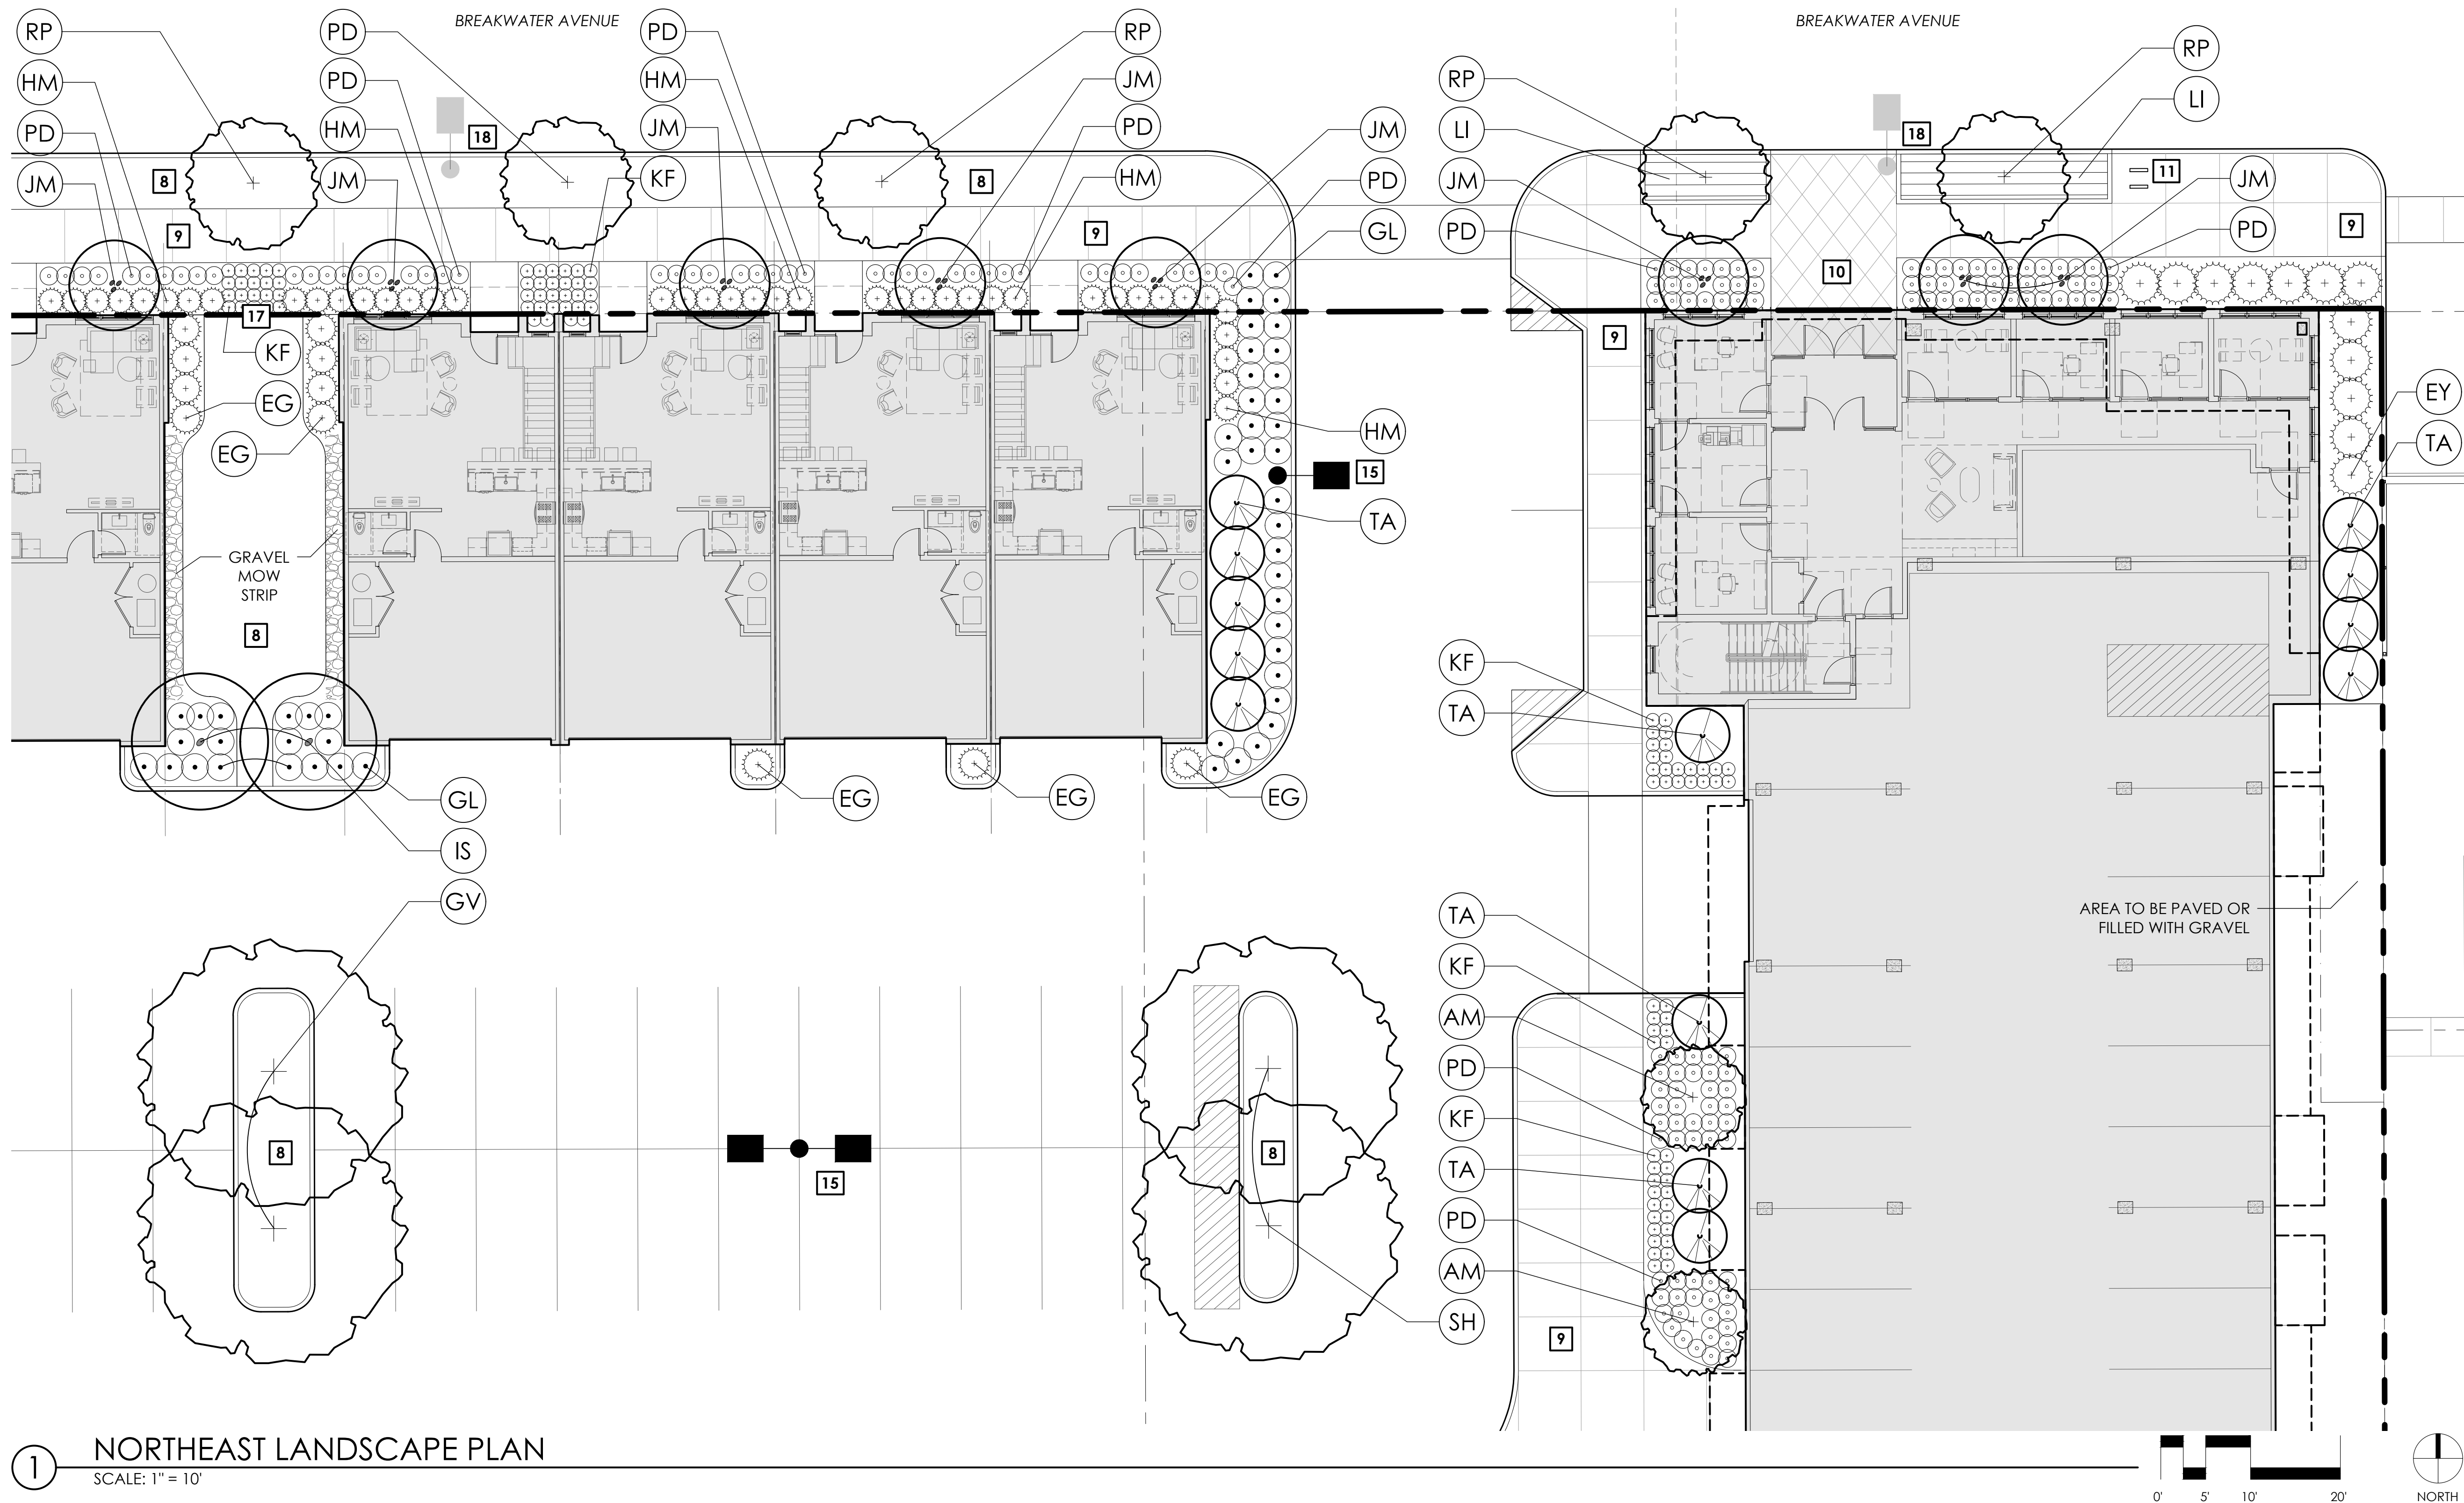 BREAKWATER AVENUE
BREAKWATER AVENUE
RP
PD
PD
RP
RP
HM
PD
HM
JM
RP
LI
PD
HM
JM
PD
JM
LI
LI
18
18
JM
JM
KF
HM
PD
JM
JM
8
8
11
PD
9
9
GL
PD
PD
9
10
17
9
KF
EG
EG
HM
EY
TA
15
TA
GRAVEL
MOW
STRIP
8
KF
TA
GL
EG
EG
EG
IS
GV
TA
AREA TO BE PAVED OR
FILLED WITH GRAVEL
KF
AM
PD
KF
8
8
15
TA
PD
AM
SH
9
1
NORTHEAST LANDSCAPE PLAN
SCALE: 1" = 10'
0'
5'
10'
20'
NORTH